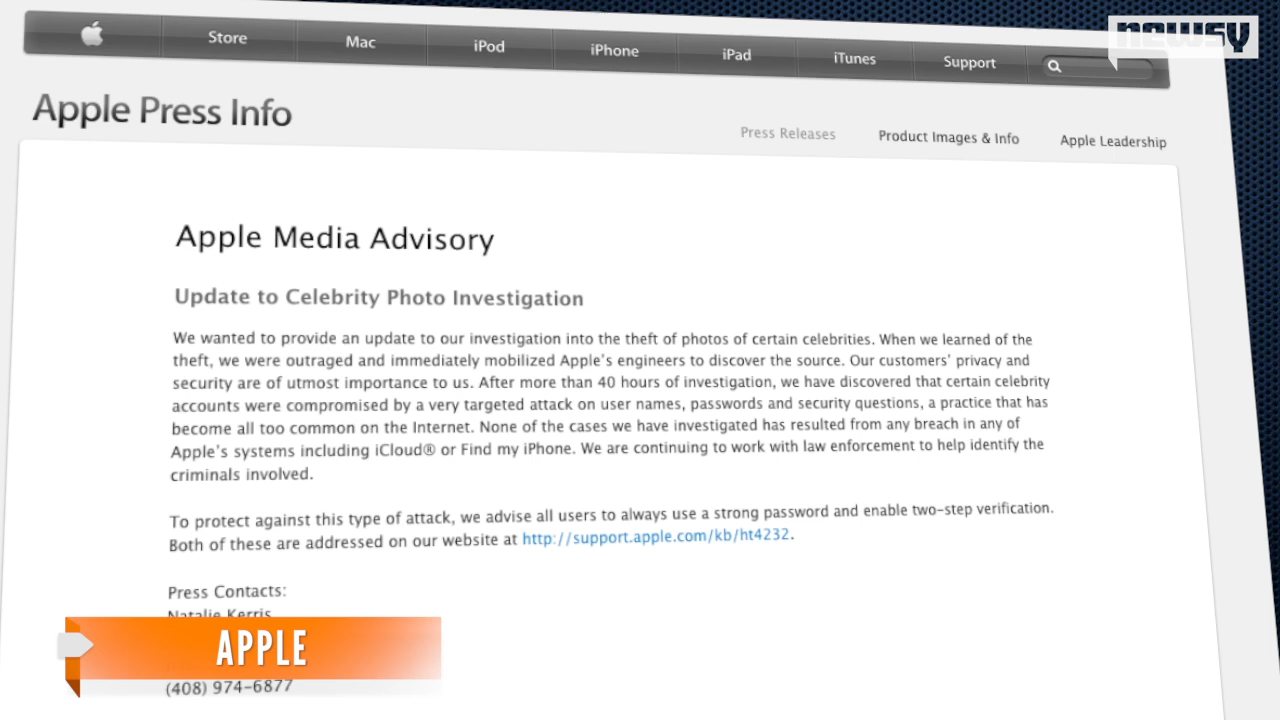 newsy
Store Mac iPod iPhone iPad iTunes Support
Apple Press Info
Press Releases Product Images & Info Apple Leadership
Apple Media Advisory
Update to Celebrity Photo Investigation
We wanted to provide an update to our investigation into the theft of photos of certain celebrities. When we learned of the
theft, we were outraged and immediately mobilized Apple's engineers to discover the source. Our customers' privacy and
security are of utmost importance to us. After more than 40 hours of investigation, we have discovered that certain celebrity
accounts were compromised by a very targeted attack on user names, passwords and security questions, a practice that has
become all too common on the Internet. None of the cases we have investigated has resulted from any breach in any of
Apple's systems including iCloud® or Find my iPhone. We are continuing to work with law enforcement to help identify the
criminals involved.
To protect against this type of attack, we advise all users to always use a strong password and enable two-step verification.
Both of these are addressed on our website at http://support.apple.com/kb/ht4232.
Press Contacts:
Natalie Kerris
APPLE
(408) 974-6877